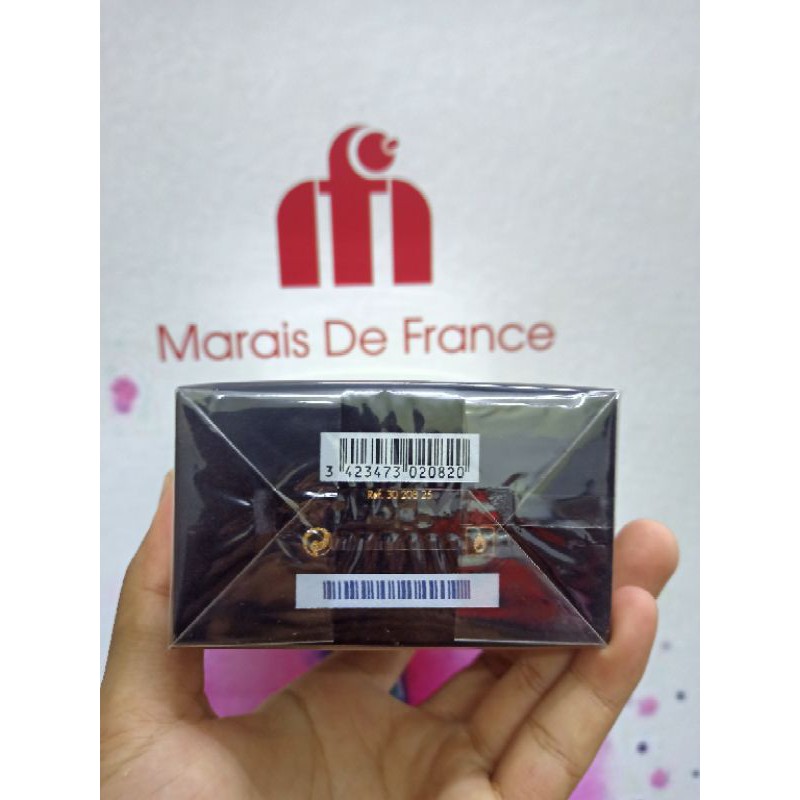 Marais De France
3 423473 020820
Ref. 30 208 25